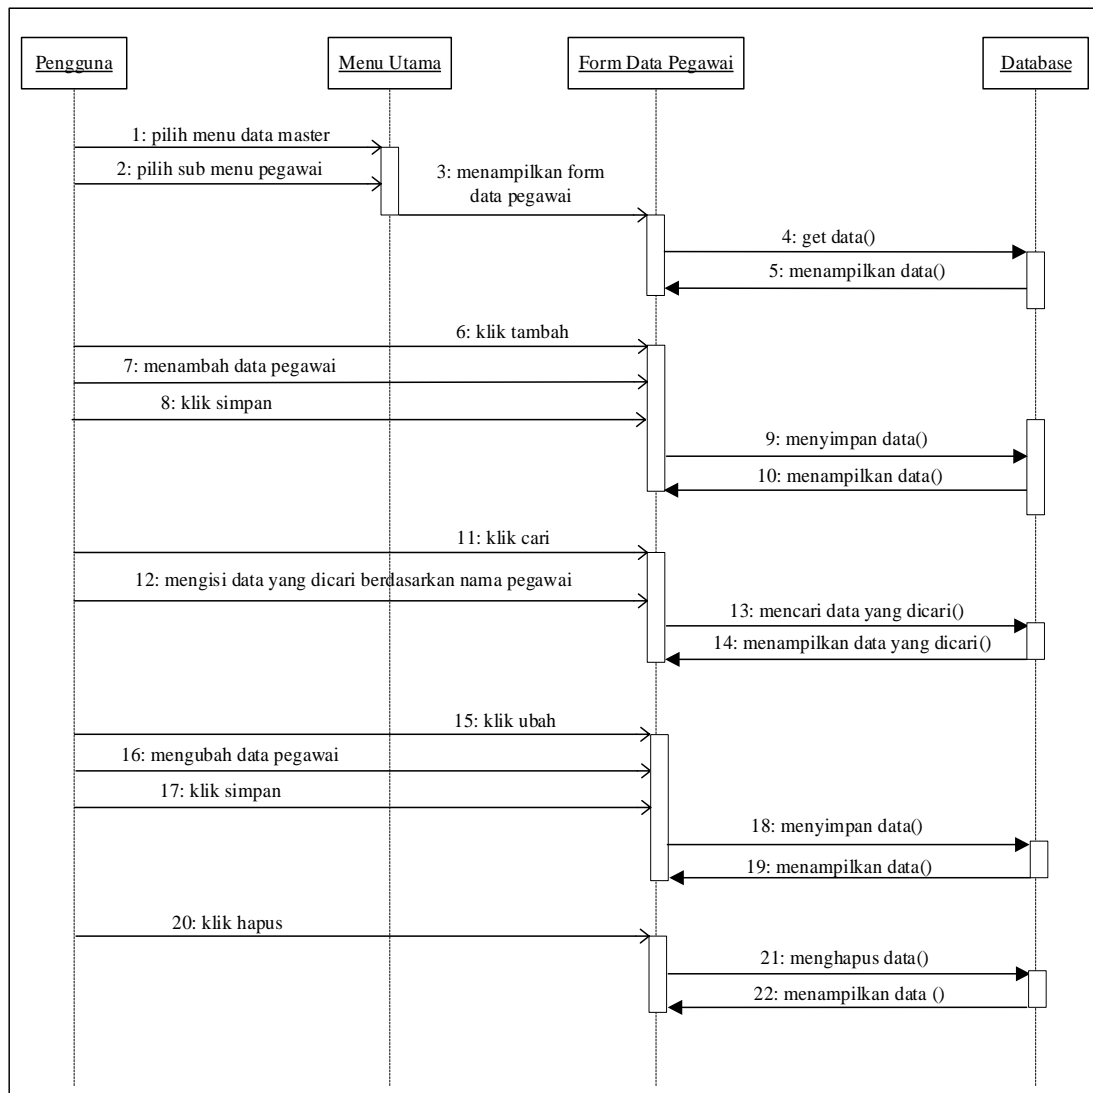 Pengguna
Menu Utama
Form Data Pegawai
Database
1: pilih menu data master
2: pilih sub menu pegawai
3: menampilkan form
data pegawai
4: get data()
5: menampilkan data()
6: klik tambah
7: menambah data pegawai
8: klik simpan
9: menyimpan data()
10: menampilkan data()
11: klik cari
12: mengisi data yang dicari berdasarkan nama pegawai
13: mencari data yang dicari()
14: menampilkan data yang dicari()
15: klik ubah
16: mengubah data pegawai
17: klik simpan
18: menyimpan data()
19: menampilkan data()
20: klik hapus
21: menghapus data()
22: menampilkan data ()